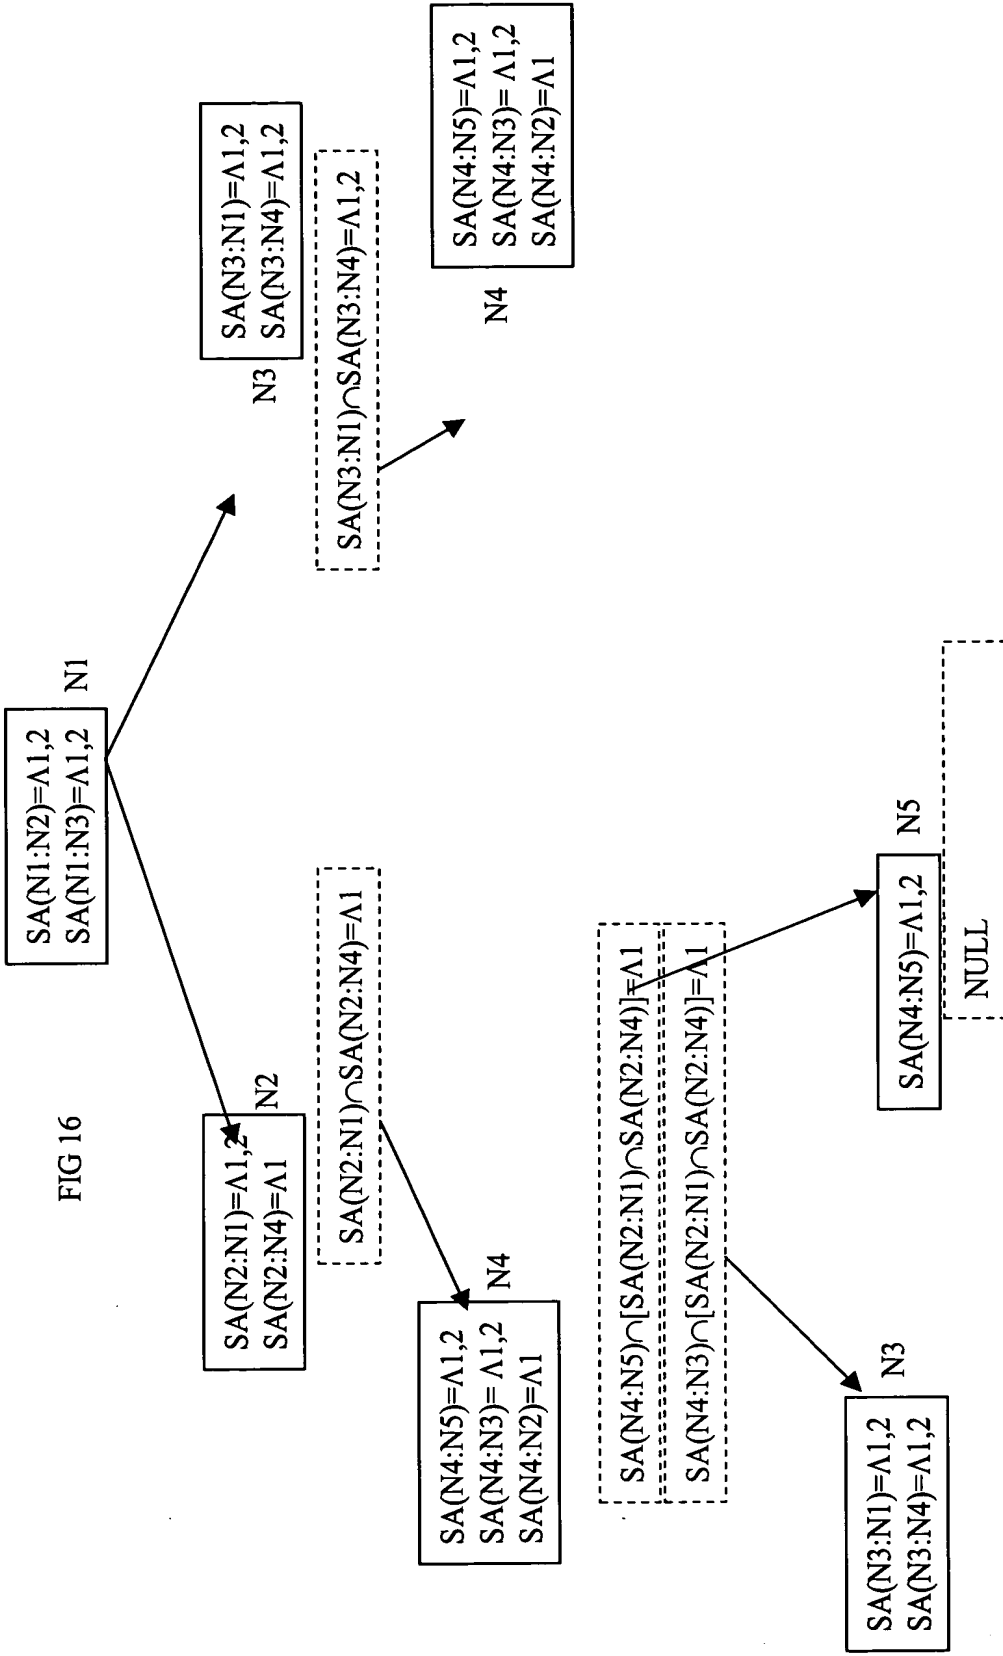 FIG 16
SA(N1:N2)=Λ1,2
SA(N1:N3)=Λ1,2
N1
SA(N2:N1)=Λ1,2
SA(N2:N4)=Λ1
N2
SA(N2:N1)∩SA(N2:N4)=Λ1
SA(N3:N1)=Λ1,2
SA(N3:N4)=Λ1,2
N3
SA(N3:N1)∩SA(N3:N4)=Λ1,2
SA(N4:N5)=Λ1,2
SA(N4:N3)= Λ1,2
SA(N4:N2)=Λ1
N4
SA(N4:N5)=Λ1,2
SA(N4:N3)= Λ1,2
SA(N4:N2)=Λ1
N4
SA(N4:N5)∩[SA(N2:N1)∩SA(N2:N4)]=Λ1
SA(N4:N3)∩[SA(N2:N1)∩SA(N2:N4)]=Λ1
SA(N3:N1)=Λ1,2
SA(N3:N4)=Λ1,2
N3
SA(N4:N5)=Λ1,2
N5
NULL